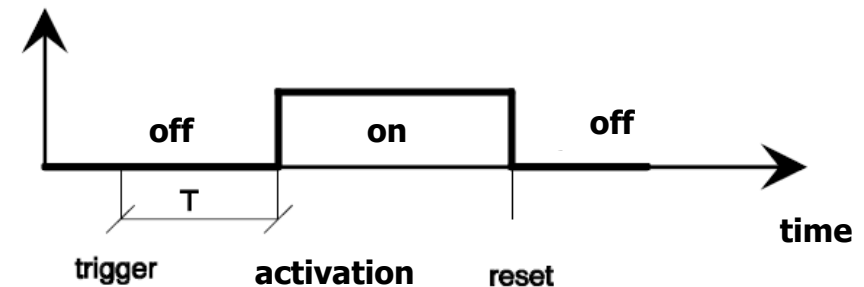 off
on
off
T
time
trigger
activation
reset